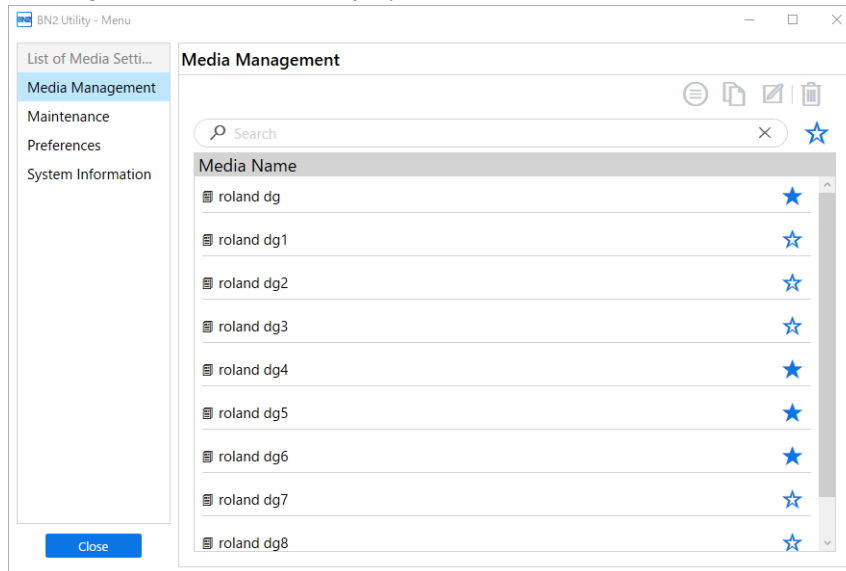 BN2 BN2 Utility - Menu
List of Media Setti...
Media Management
Maintenance
Preferences
System Information
Close
Media Management
Search
Media Name
roland dg
roland dg1
roland dg2
roland dg3
roland dg4
roland dg5
roland dg6
roland dg7
roland dg8